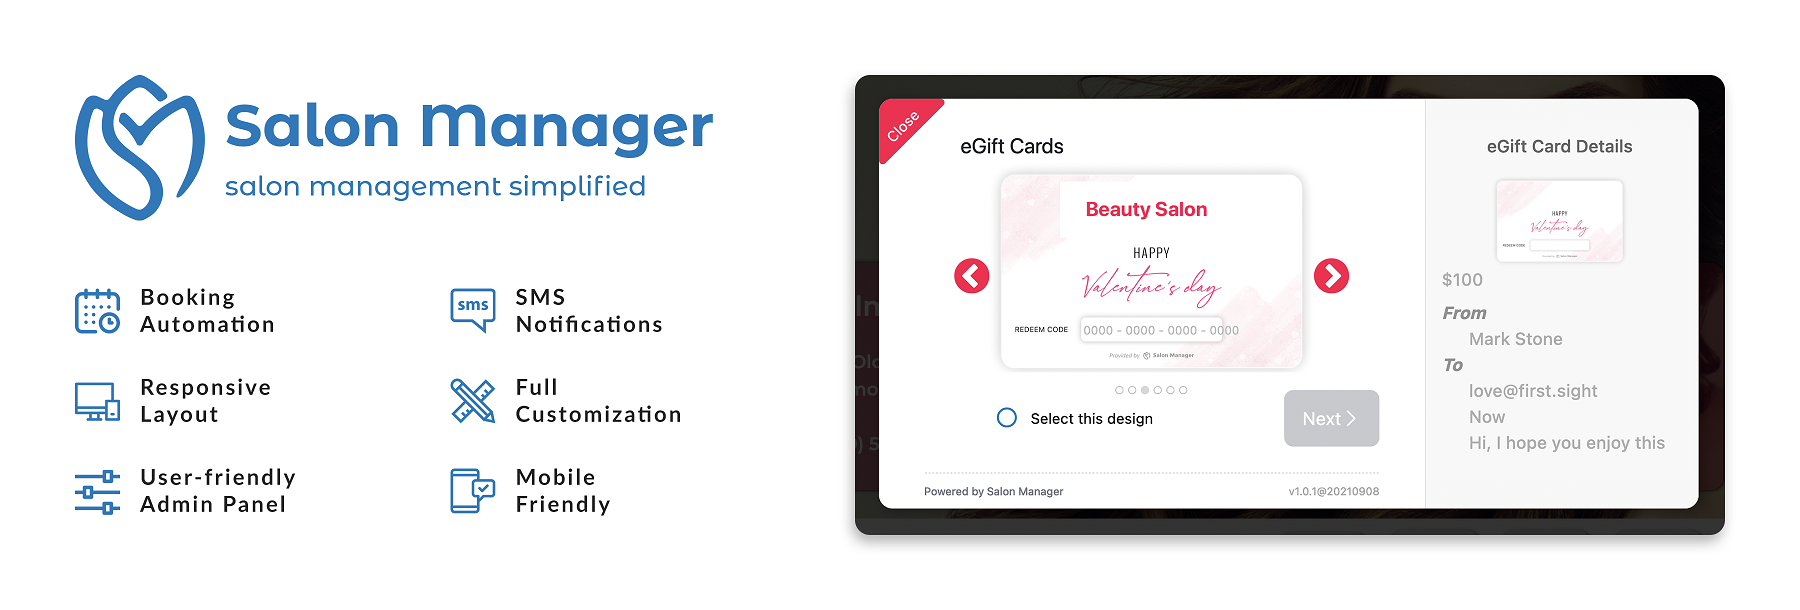 Salon Manager
salon management simplified
Booking
Automation
sms
SMS
Notifications
Responsive
Layout
Full
Customization
User-friendly
Admin Panel
Mobile
Friendly
Close
eGift Cards
Beauty Salon
HAPPY
Valentine's day
REDEEM CODE
0000 - 0000 - 0000 - 0000
Provided by Salon Manager
Select this design
Next
Powered by Salon Manager
v1.0.1@20210908
eGift Card Details
HAPPY
Valentine's day
REDEEM CODE
$100
From
Mark Stone
To
love@first.sight
Now
Hi, I hope you enjoy this